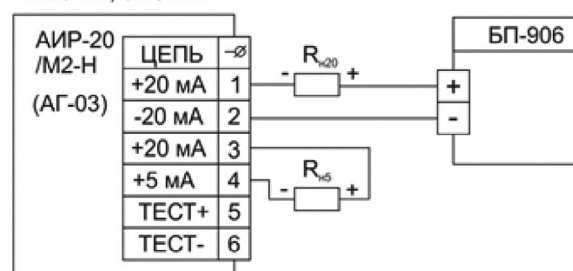 АИР-20
/М2-Н
(АГ-03)
ЦЕПЬ
+20 мА 1
-20 мА 2
+20 мА 3
+5 мА 4
ТЕСТ+ 5
ТЕСТ- 6
- Rн20 +
- Rн5 +
БП-906
+
-